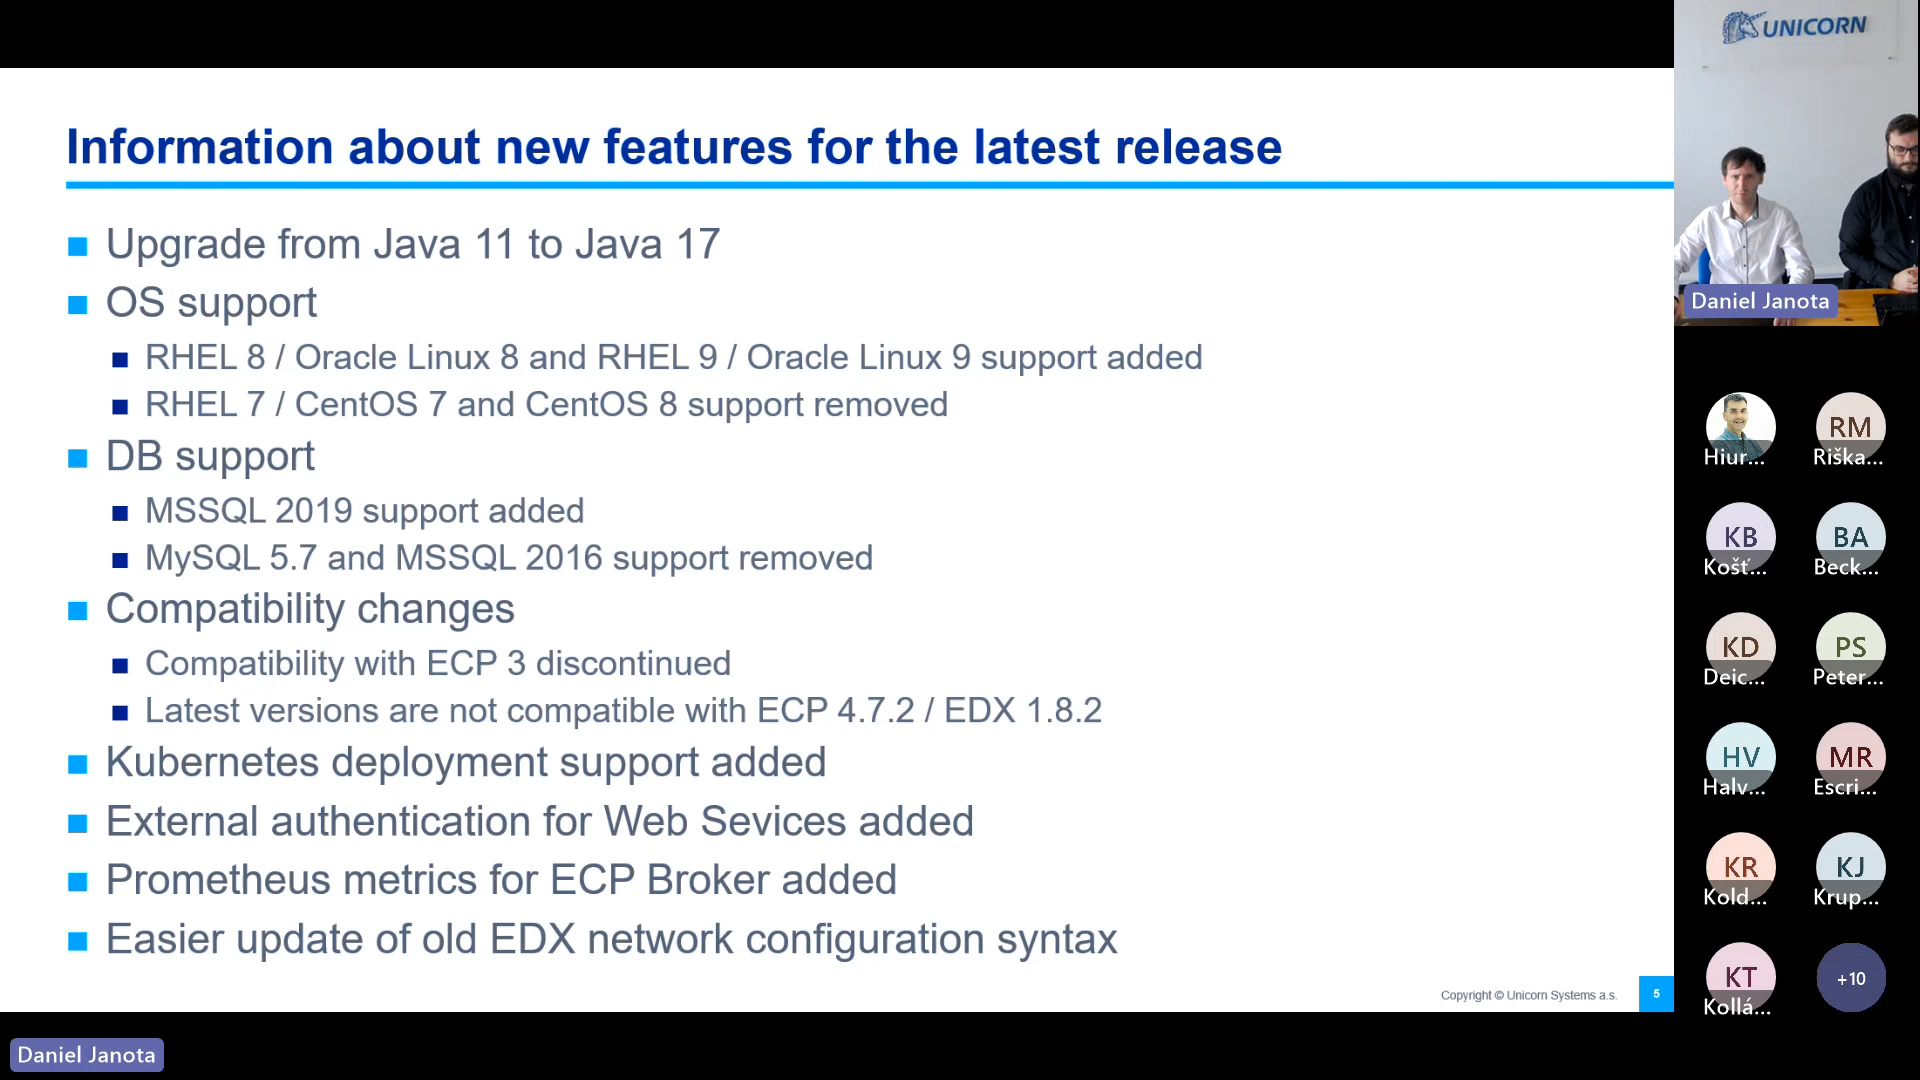 UNICORN
Information about new features for the latest release
Upgrade from Java 11 to Java 17
OS support
RHEL 8 / Oracle Linux 8 and RHEL 9 / Oracle Linux 9 support added
RHEL 7 / CentOS 7 and CentOS 8 support removed
DB support
MSSQL 2019 support added
MySQL 5.7 and MSSQL 2016 support removed
Compatibility changes
Compatibility with ECP 3 discontinued
Latest versions are not compatible with ECP 4.7.2 / EDX 1.8.2
Kubernetes deployment support added
External authentication for Web Sevices added
Prometheus metrics for ECP Broker added
Easier update of old EDX network configuration syntax
Copyright © Unicorn Systems a.s.
5
Daniel Janota
Hiur...
RM
Riška...
KB
Košť...
BA
Beck...
KD
Deic...
PS
Peter...
HV
Halv...
MR
Escri...
KR
Kold...
KJ
Krup...
KT
Kollá...
+10
Daniel Janota